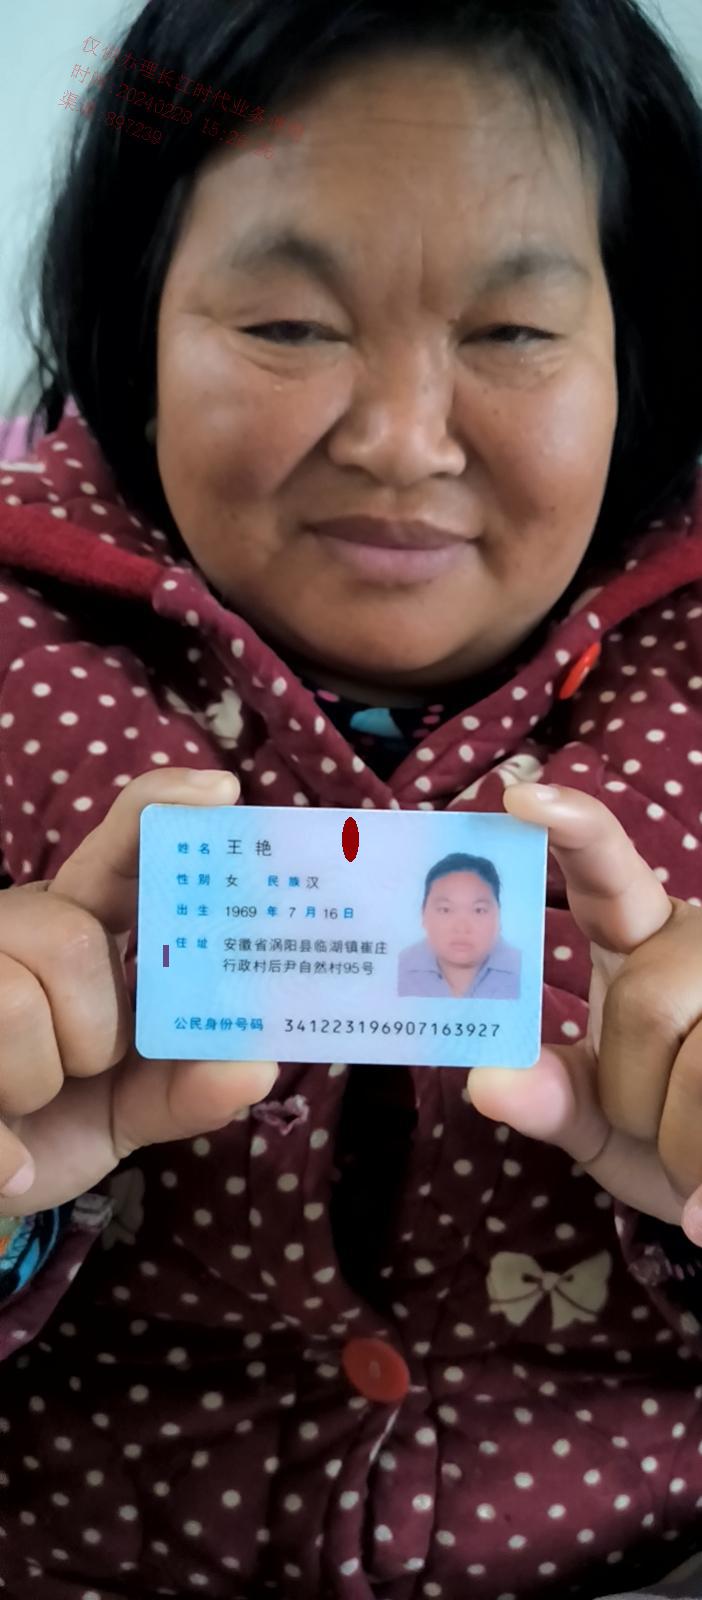 仅供办理长江时代业务使用
时间:20240228 15:26:26
渠道:897239
姓名 王艳
性别 女 民族 汉
出生 1969 年 7 月 16 日
住址 安徽省涡阳县临湖镇崔庄
行政村后尹自然村95号
公民身份号码 341223196907163927